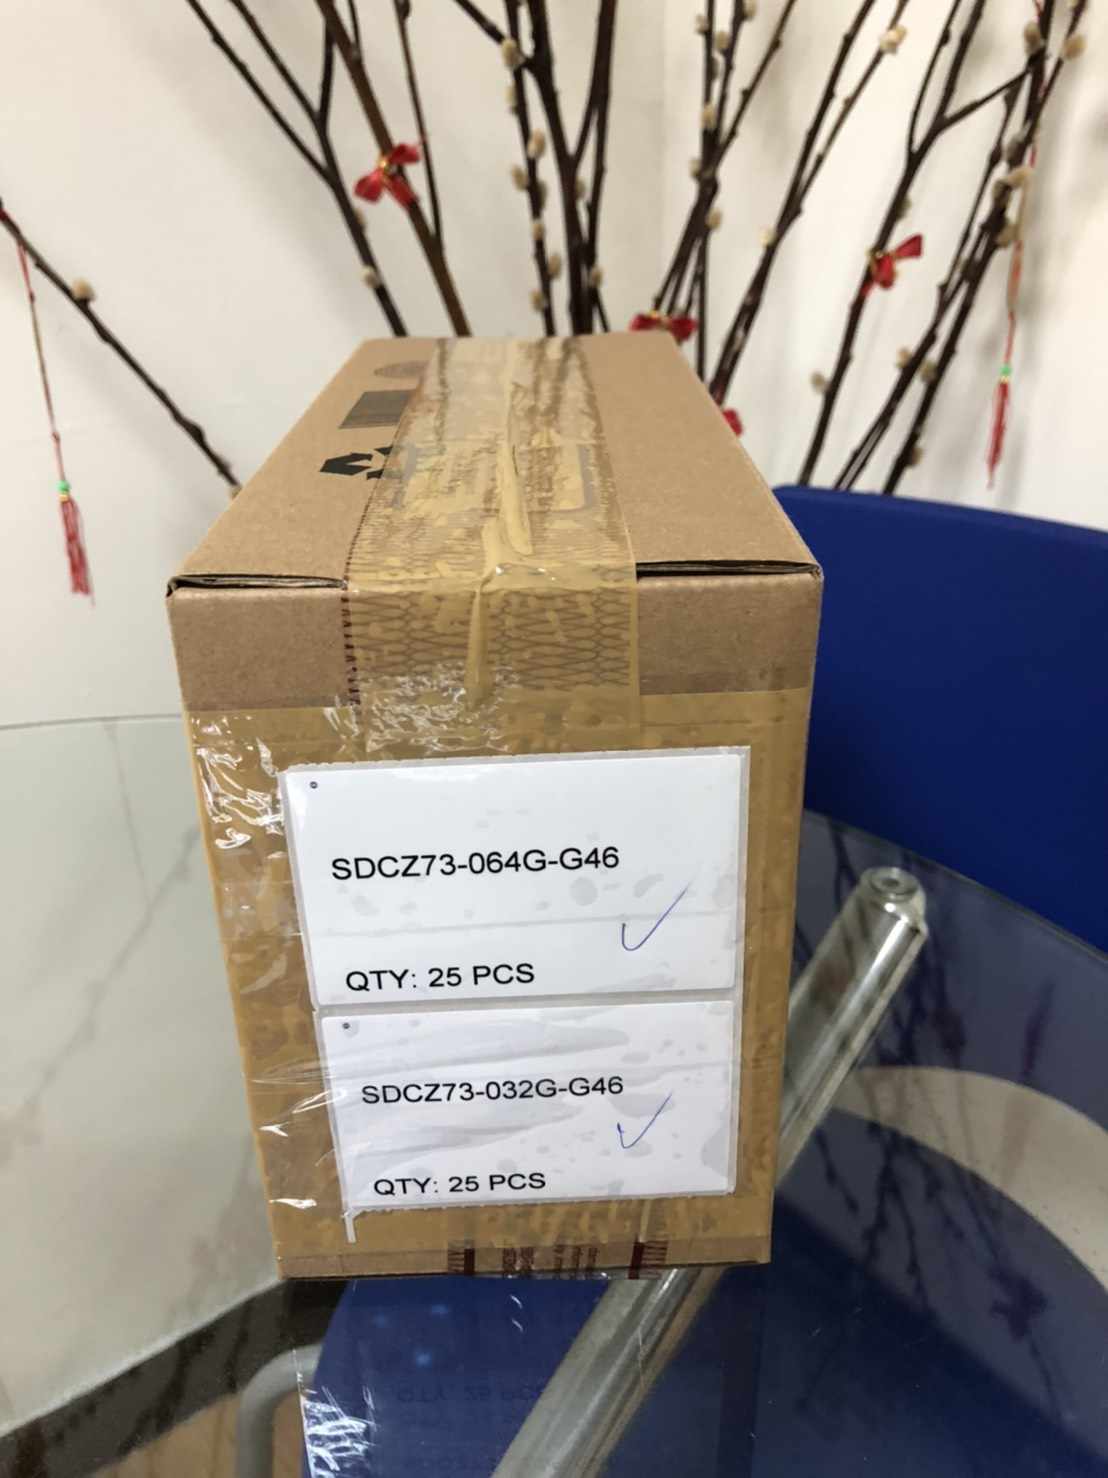 SDCZ73-064G-G46
QTY: 25 PCS
SDCZ73-032G-G46
QTY: 25 PCS